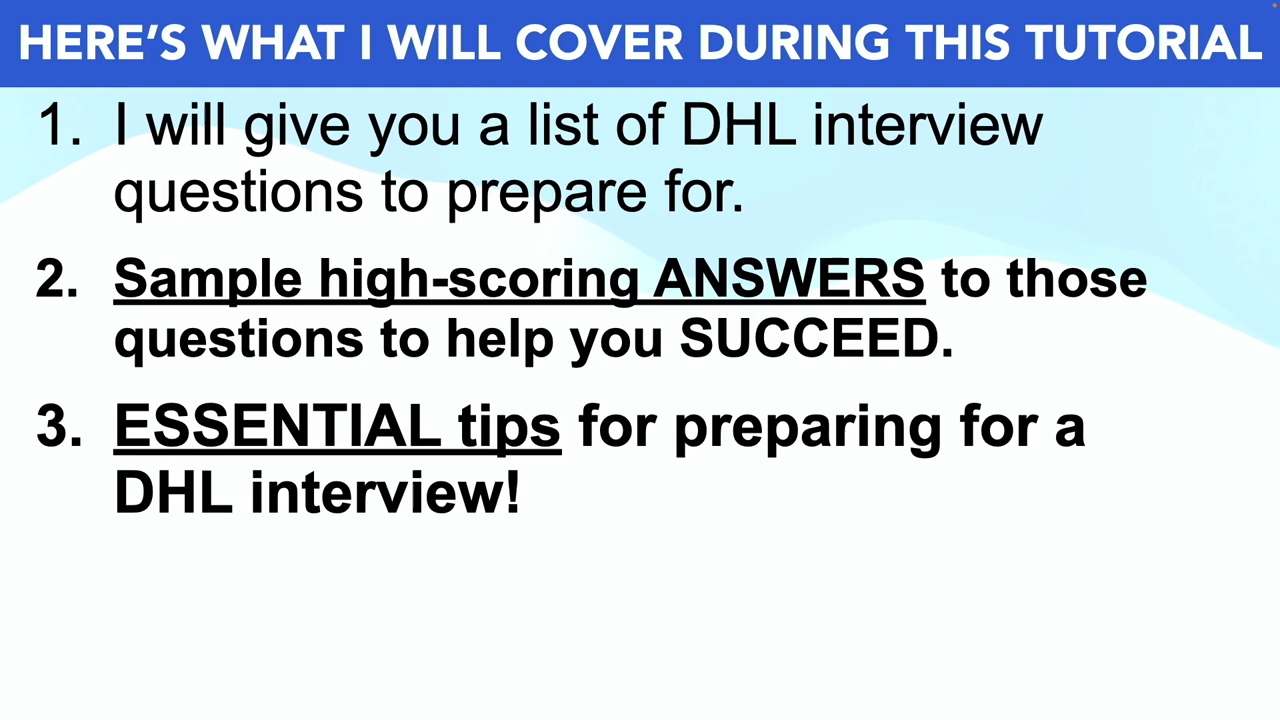 HERE’S WHAT I WILL COVER DURING THIS TUTORIAL
1. I will give you a list of DHL interview
questions to prepare for.
2. Sample high-scoring ANSWERS to those
questions to help you SUCCEED.
3. ESSENTIAL tips for preparing for a
DHL interview!